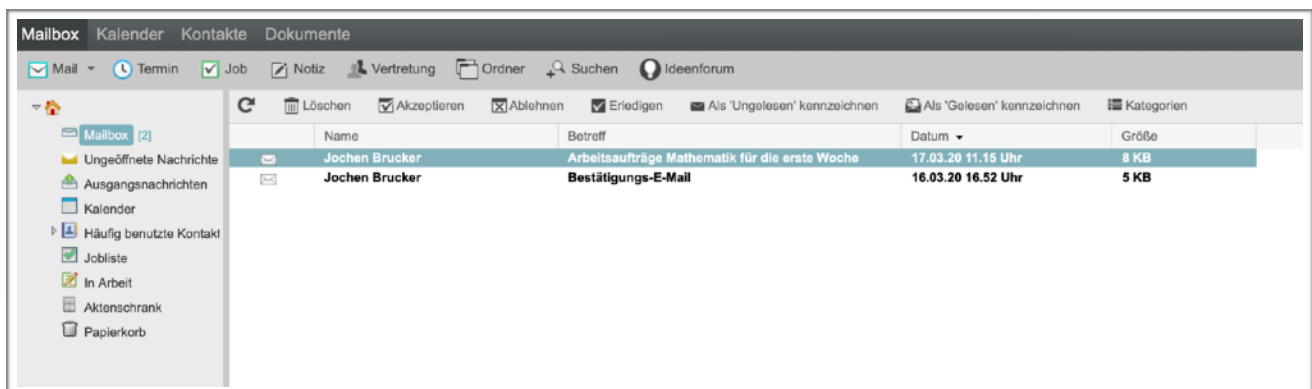 Mailbox Kalender Kontakte Dokumente
Mail Termin Job Notiz Vertretung Ordner Suchen Ideenforum
Löschen Akzeptieren Ablehnen Erledigen Als 'Ungelesen' kennzeichnen Als 'Gelesen' kennzeichnen Kategorien
Mailbox [2]
Ungeöffnete Nachrichte
Ausgangsnachrichten
Kalender
Häufig benutzte Kontakt
Jobliste
In Arbeit
Aktenschrank
Papierkorb
Name Betreff Datum Größe
Jochen Brucker Arbeitsaufträge Mathematik für die erste Woche 17.03.20 11.15 Uhr 8 KB
Jochen Brucker Bestätigungs-E-Mail 16.03.20 16.52 Uhr 5 KB